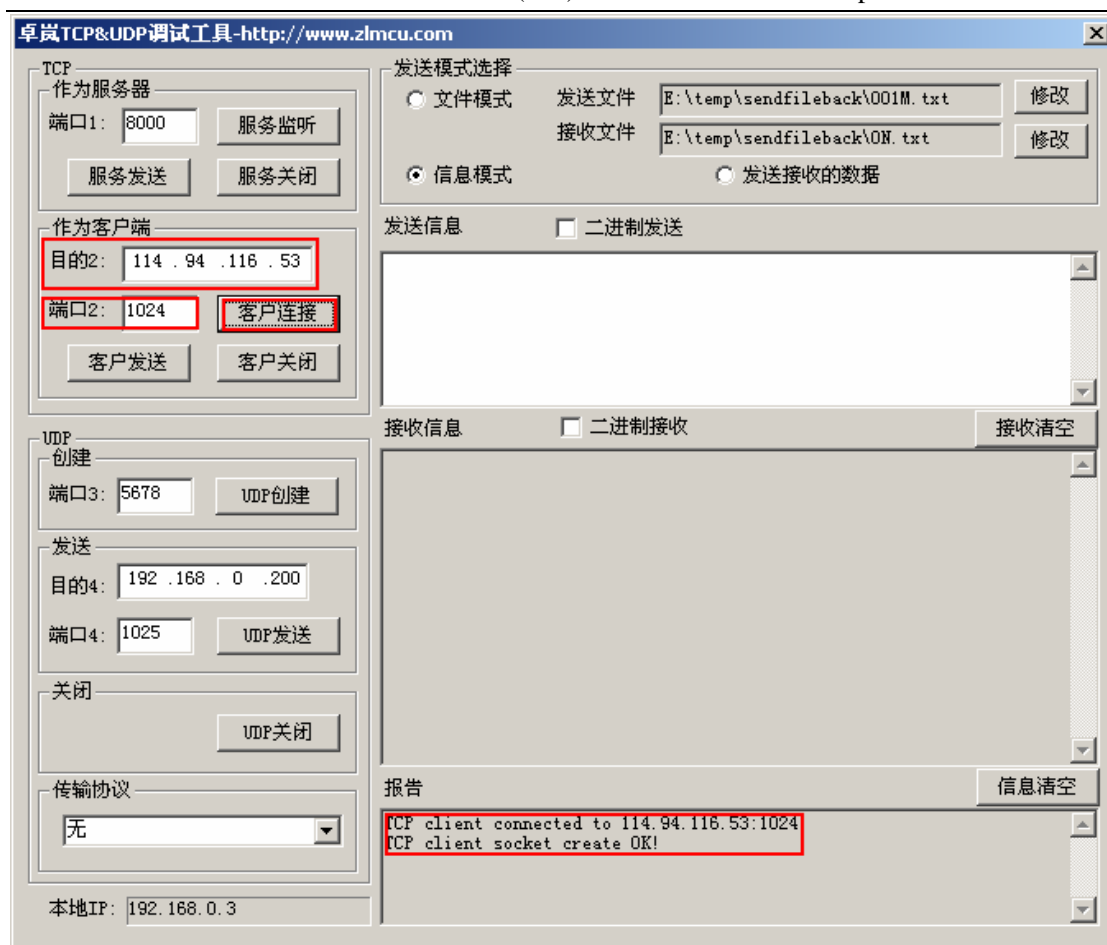 卓岚TCP&UDP调试工具-http://www.zlmcu.com
TCP
作为服务器
端口1: 8000 服务监听
服务发送 服务关闭
作为客户端
目的2: 114 . 94 .116 . 53
端口2: 1024 客户连接
客户发送 客户关闭
UDP
创建
端口3: 5678 UDP创建
发送
目的4: 192 .168 . 0 .200
端口4: 1025 UDP发送
关闭
UDP关闭
传输协议
无
本地IP: 192.168.0.3
发送模式选择
文件模式 发送文件 E:\temp\sendfileback\001M.txt 修改
接收文件 E:\temp\sendfileback\ON.txt 修改
信息模式 发送接收的数据
发送信息 二进制发送
接收信息 二进制接收 接收清空
报告 信息清空
TCP client connected to 114.94.116.53:1024
TCP client socket create OK!